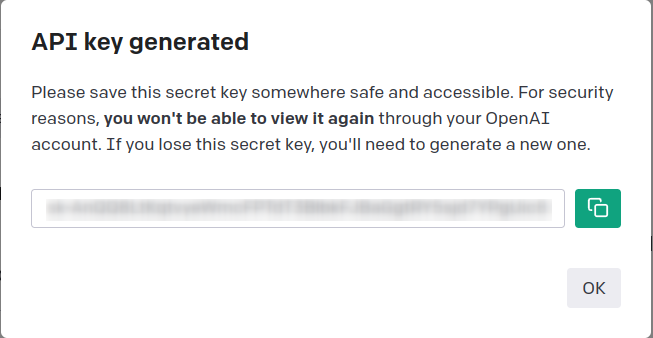 API key generated
Please save this secret key somewhere safe and accessible. For security
reasons, you won't be able to view it again through your OpenAI
account. If you lose this secret key, you'll need to generate a new one.
OK